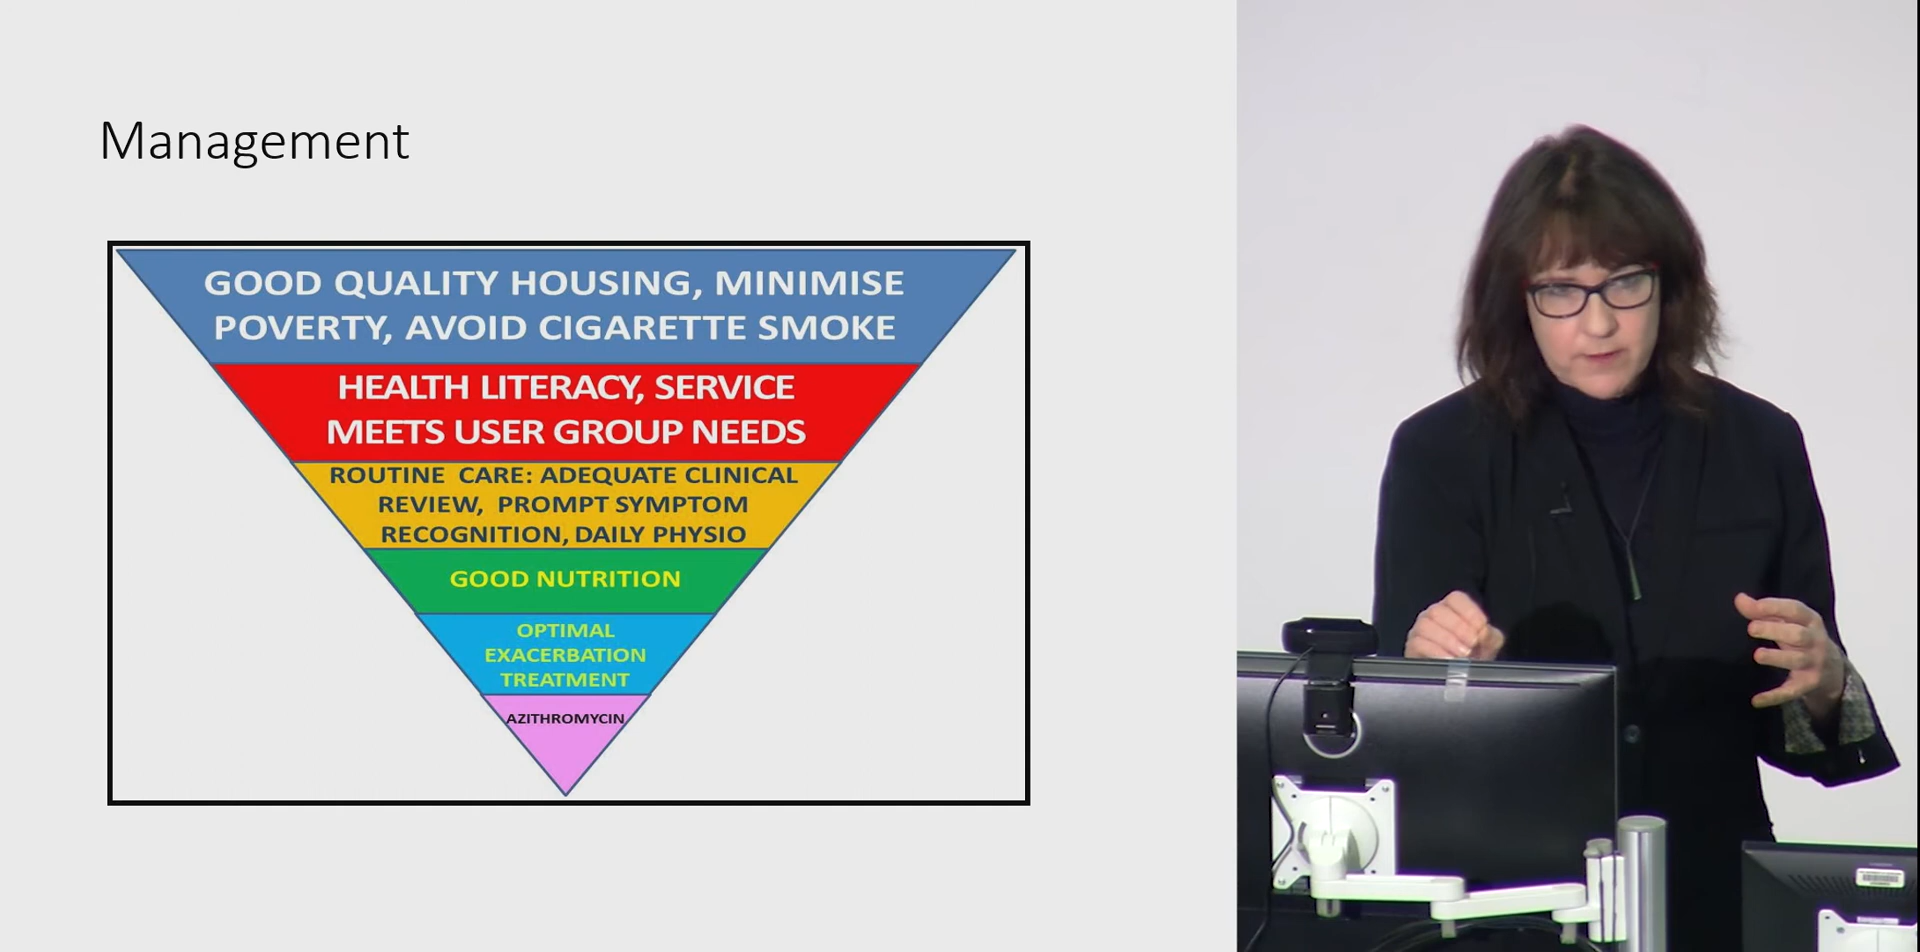 Management
GOOD QUALITY HOUSING, MINIMISE
POVERTY, AVOID CIGARETTE SMOKE
HEALTH LITERACY, SERVICE
MEETS USER GROUP NEEDS
ROUTINE CARE: ADEQUATE CLINICAL
REVIEW, PROMPT SYMPTOM
RECOGNITION, DAILY PHYSIO
GOOD NUTRITION
OPTIMAL
EXACERBATION
TREATMENT
AZITHROMYCIN